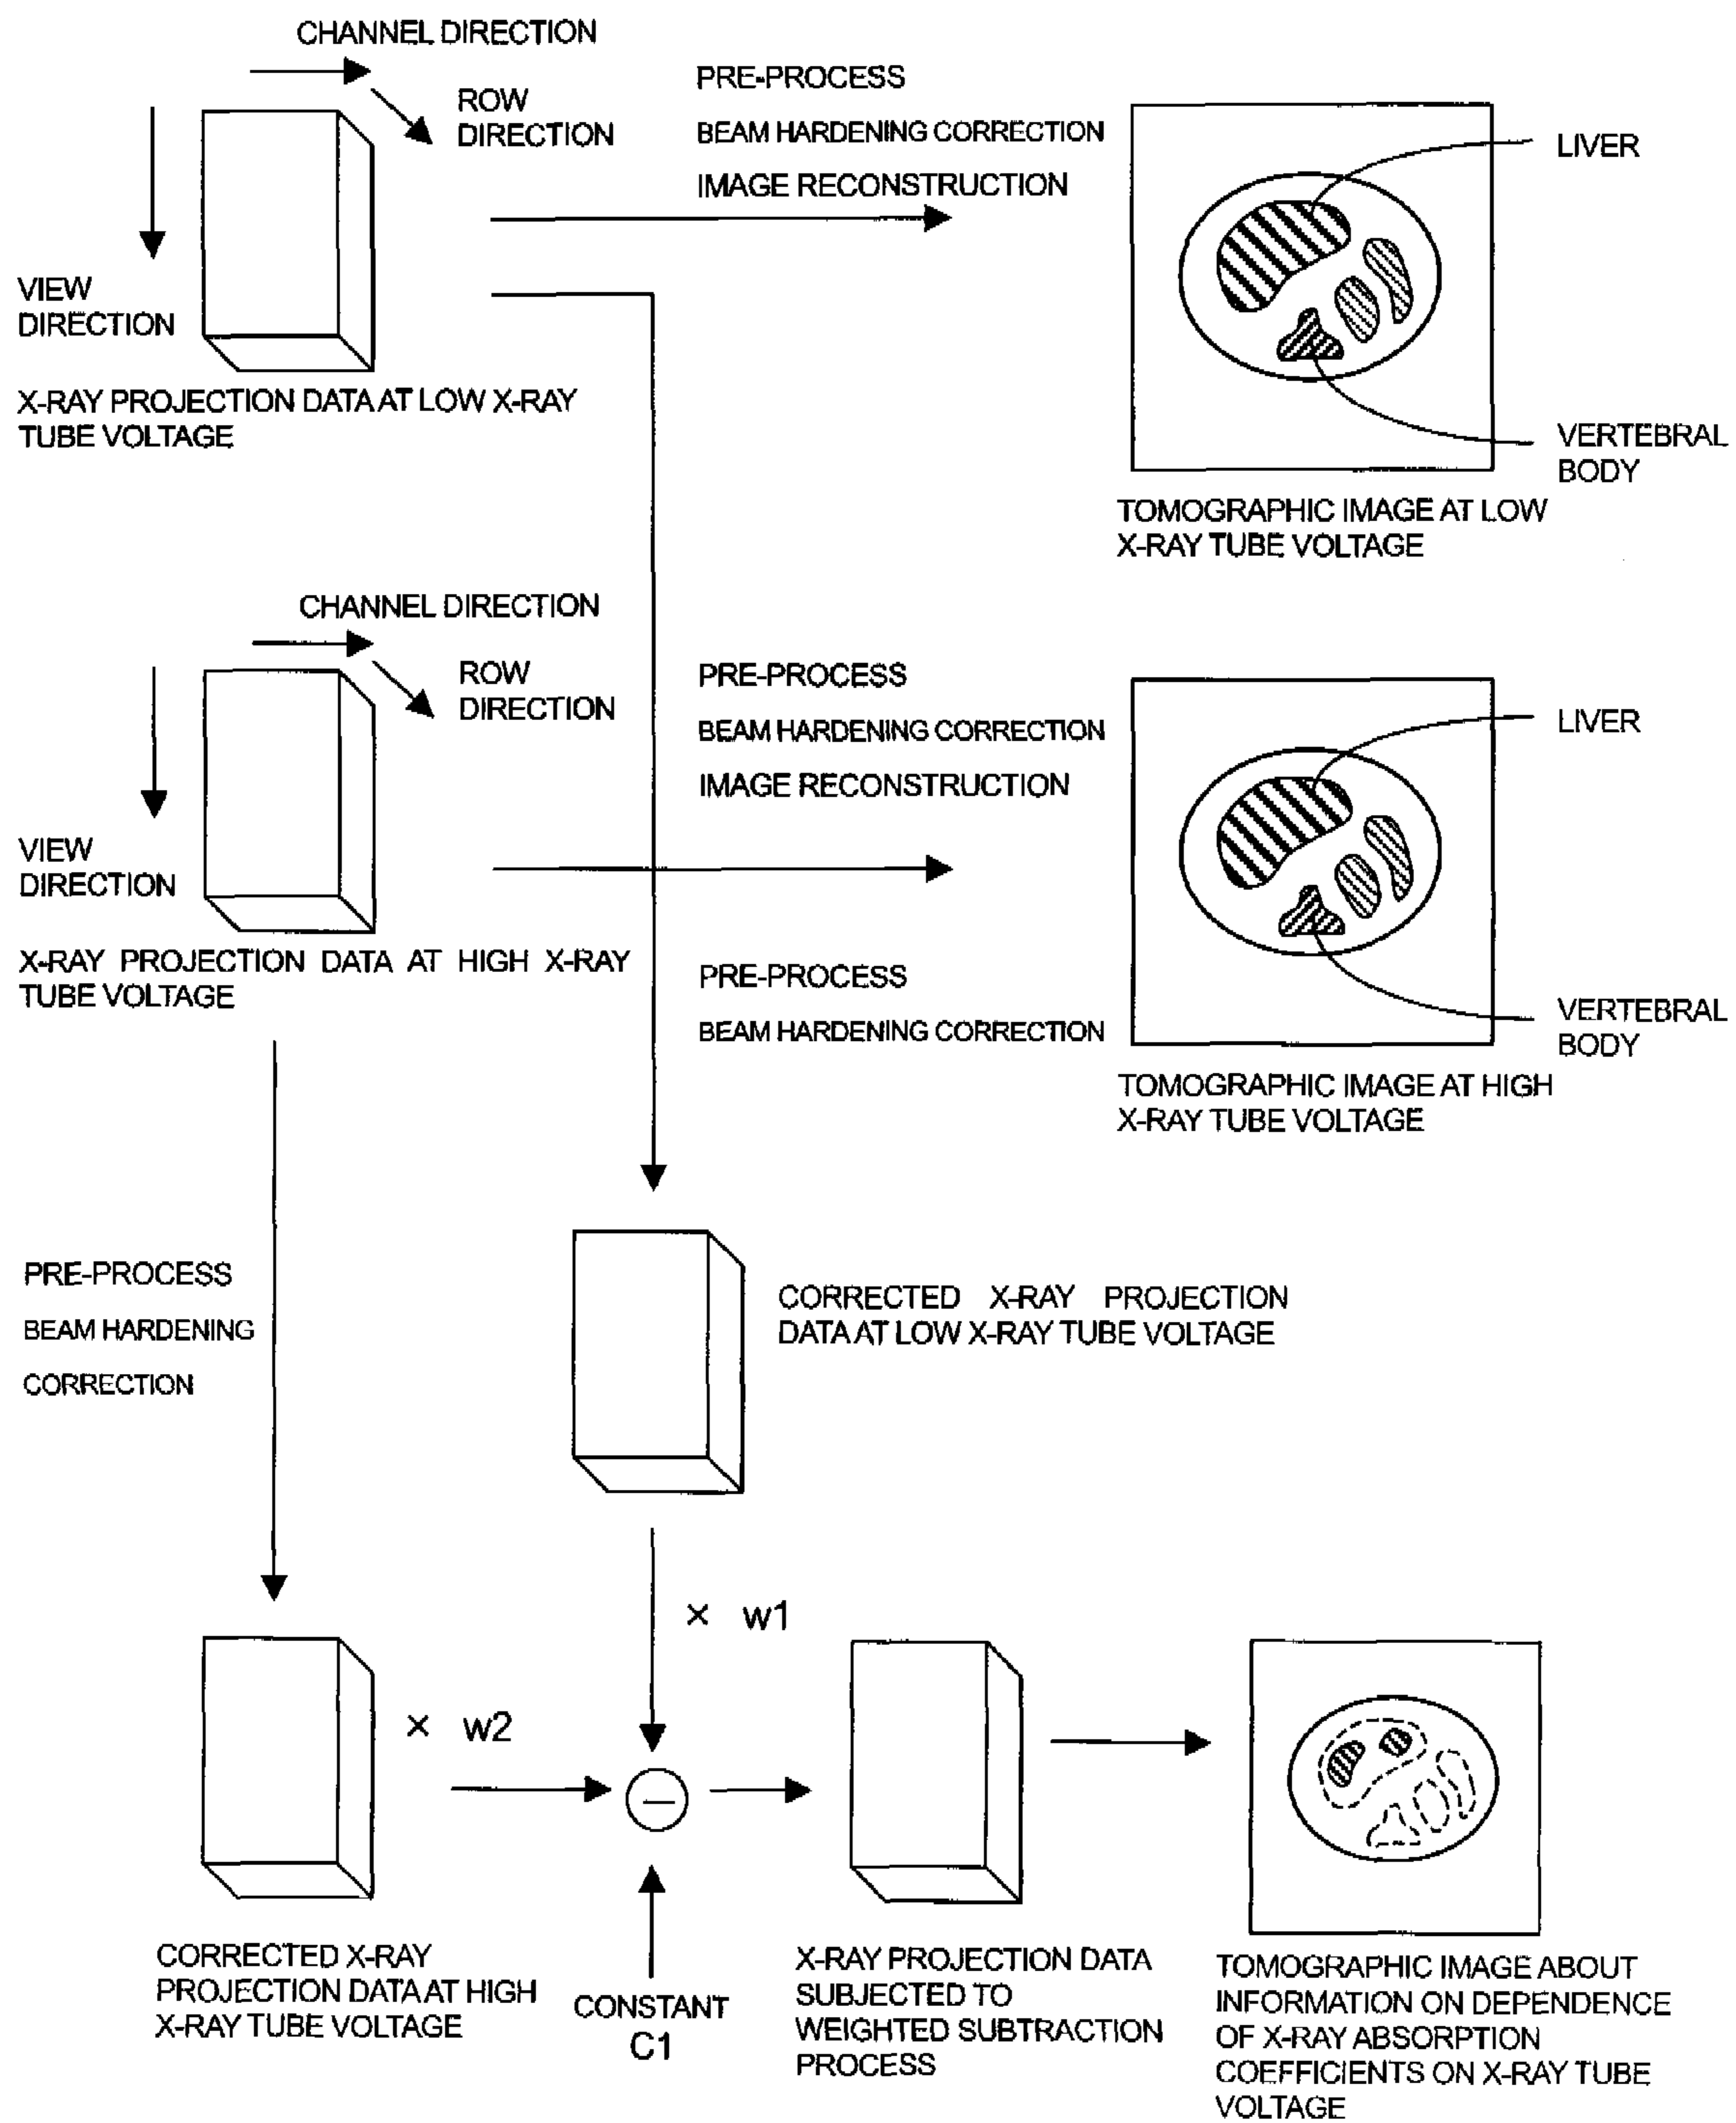 CHANNEL DIRECTION
ROW
DIRECTION
VIEW
DIRECTION
X-RAY PROJECTION DATA AT LOW X-RAY
TUBE VOLTAGE
PRE-PROCESS
BEAM HARDENING CORRECTION
IMAGE RECONSTRUCTION
LIVER
VERTEBRAL
BODY
TOMOGRAPHIC IMAGE AT LOW
X-RAY TUBE VOLTAGE
CHANNEL DIRECTION
ROW
DIRECTION
VIEW
DIRECTION
X-RAY PROJECTION DATA AT HIGH X-RAY
TUBE VOLTAGE
PRE-PROCESS
BEAM HARDENING CORRECTION
IMAGE RECONSTRUCTION
LIVER
VERTEBRAL
BODY
TOMOGRAPHIC IMAGE AT HIGH
X-RAY TUBE VOLTAGE
PRE-PROCESS
BEAM HARDENING CORRECTION
PRE-PROCESS
BEAM HARDENING
CORRECTION
CORRECTED X-RAY PROJECTION
DATA AT LOW X-RAY TUBE VOLTAGE
× w1
× w2
−
CONSTANT
C1
CORRECTED X-RAY
PROJECTION DATA AT HIGH
X-RAY TUBE VOLTAGE
X-RAY PROJECTION DATA
SUBJECTED TO
WEIGHTED SUBTRACTION
PROCESS
TOMOGRAPHIC IMAGE ABOUT
INFORMATION ON DEPENDENCE
OF X-RAY ABSORPTION
COEFFICIENTS ON X-RAY TUBE
VOLTAGE